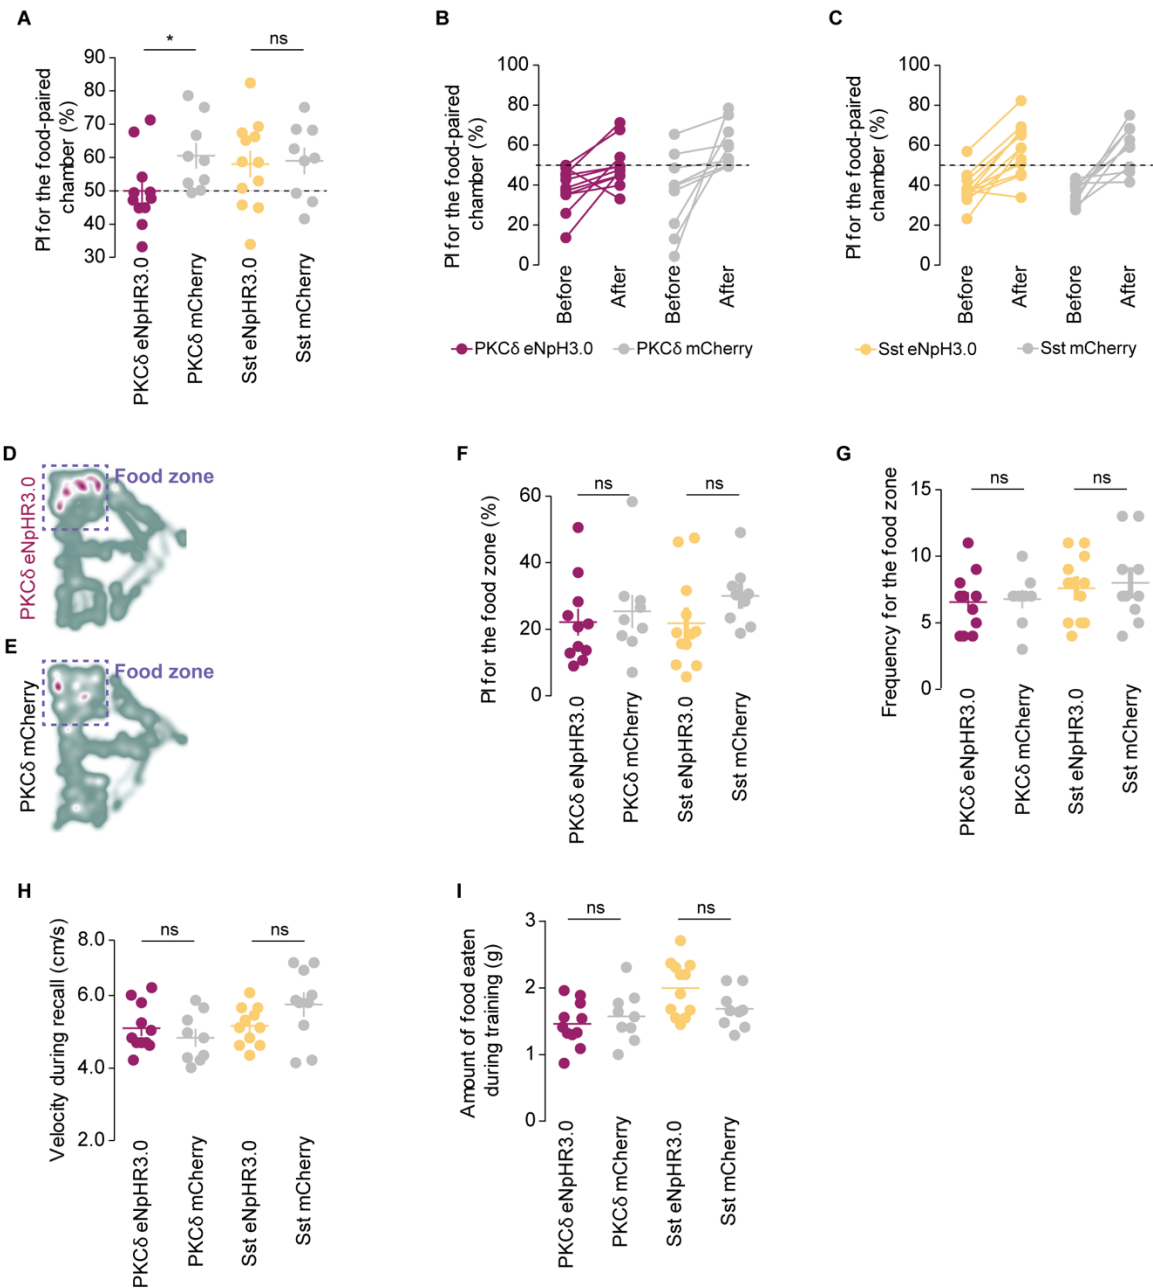 A
PI for the food-paired
chamber (%)
90
80
70
60
50
40
30
*
ns
PKCδ eNpHR3.0
PKCδ mCherry
Sst eNpHR3.0
Sst mCherry
B
PI for the food-paired
chamber (%)
100
80
60
40
20
0
Before
After
Before
After
PKCδ eNpH3.0
PKCδ mCherry
C
PI for the food-paired
chamber (%)
100
80
60
40
20
0
Before
After
Before
After
Sst eNpH3.0
Sst mCherry
D
PKCδ eNpHR3.0
Food zone
E
PKCδ mCherry
Food zone
F
PI for the food zone (%)
60
40
20
0
ns
ns
PKCδ eNpHR3.0
PKCδ mCherry
Sst eNpHR3.0
Sst mCherry
G
Frequency for the food zone
15
10
5
0
ns
ns
PKCδ eNpHR3.0
PKCδ mCherry
Sst eNpHR3.0
Sst mCherry
H
Velocity during recall (cm/s)
8.0
6.0
4.0
2.0
ns
ns
PKCδ eNpHR3.0
PKCδ mCherry
Sst eNpHR3.0
Sst mCherry
I
Amount of food eaten
during training (g)
3
2
1
0
ns
ns
PKCδ eNpHR3.0
PKCδ mCherry
Sst eNpHR3.0
Sst mCherry